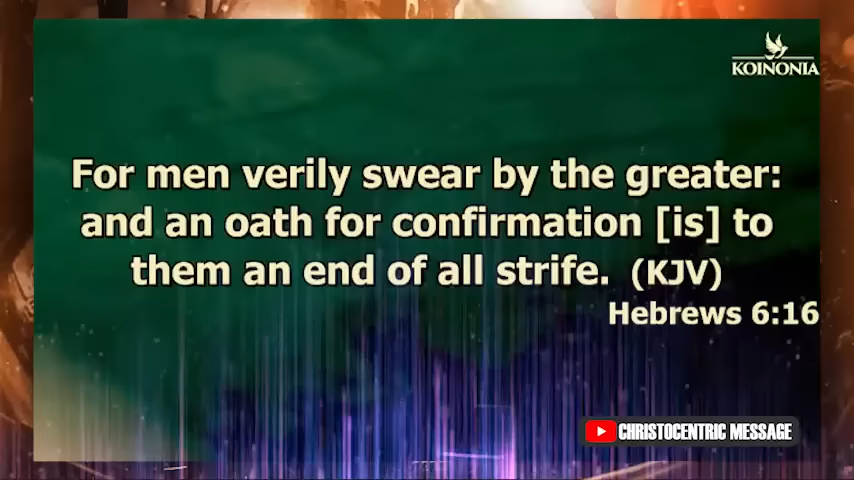 KOINONIA
For men verily swear by the greater:
and an oath for confirmation [is] to
them an end of all strife. (KJV)
Hebrews 6:16
CHRISTOCENTRIC MESSAGE